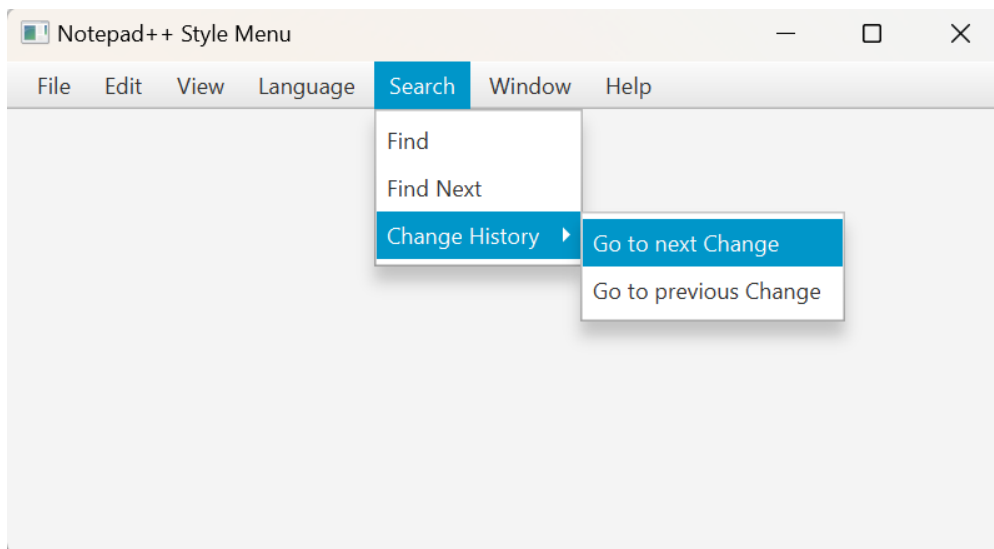 Notepad++ Style Menu
File Edit View Language Search Window Help
Find
Find Next
Change History
Go to next Change
Go to previous Change